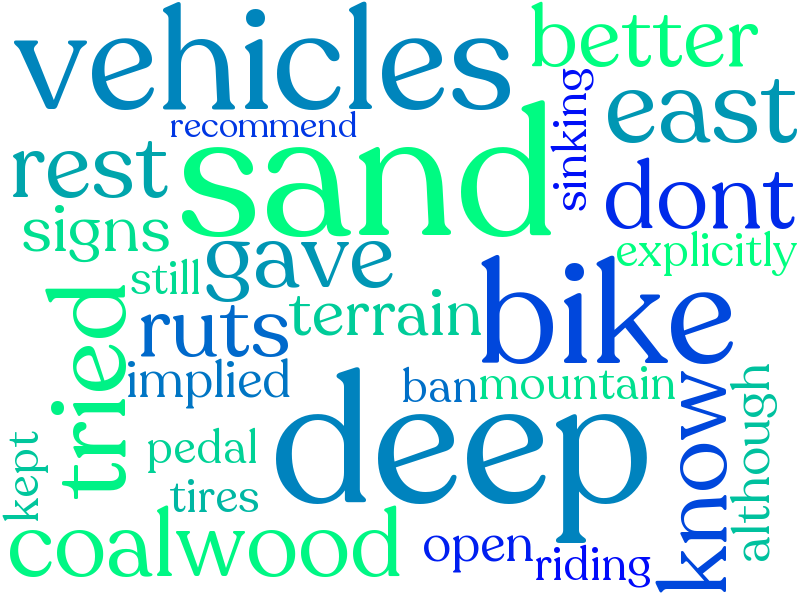 vehicles
better
recommend
sinking
east
sand
rest
dont
signs
gave
explicitly
still
bike
tried
terrain
ruts
implied
ban
mountain
deep
know
although
kept
pedal
tires
coalwood
open
riding